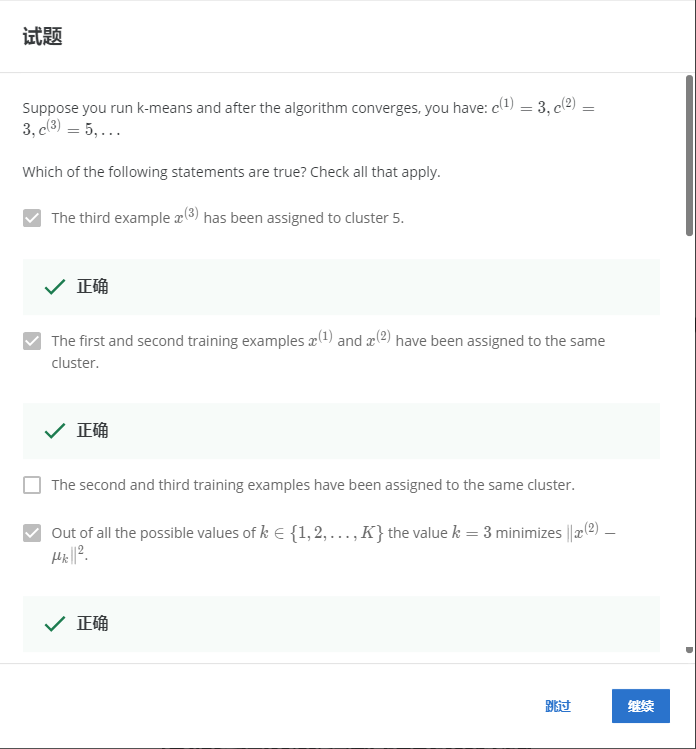 试题
Suppose you run k-means and after the algorithm converges, you have: c⁽¹⁾ = 3, c⁽²⁾ =
3, c⁽³⁾ = 5, . . .
Which of the following statements are true? Check all that apply.
The third example x⁽³⁾ has been assigned to cluster 5.
正确
The first and second training examples x⁽¹⁾ and x⁽²⁾ have been assigned to the same
cluster.
正确
The second and third training examples have been assigned to the same cluster.
Out of all the possible values of k ∈ {1, 2, . . . , K} the value k = 3 minimizes ∥x⁽²⁾ −
μₖ∥².
正确
跳过
继续